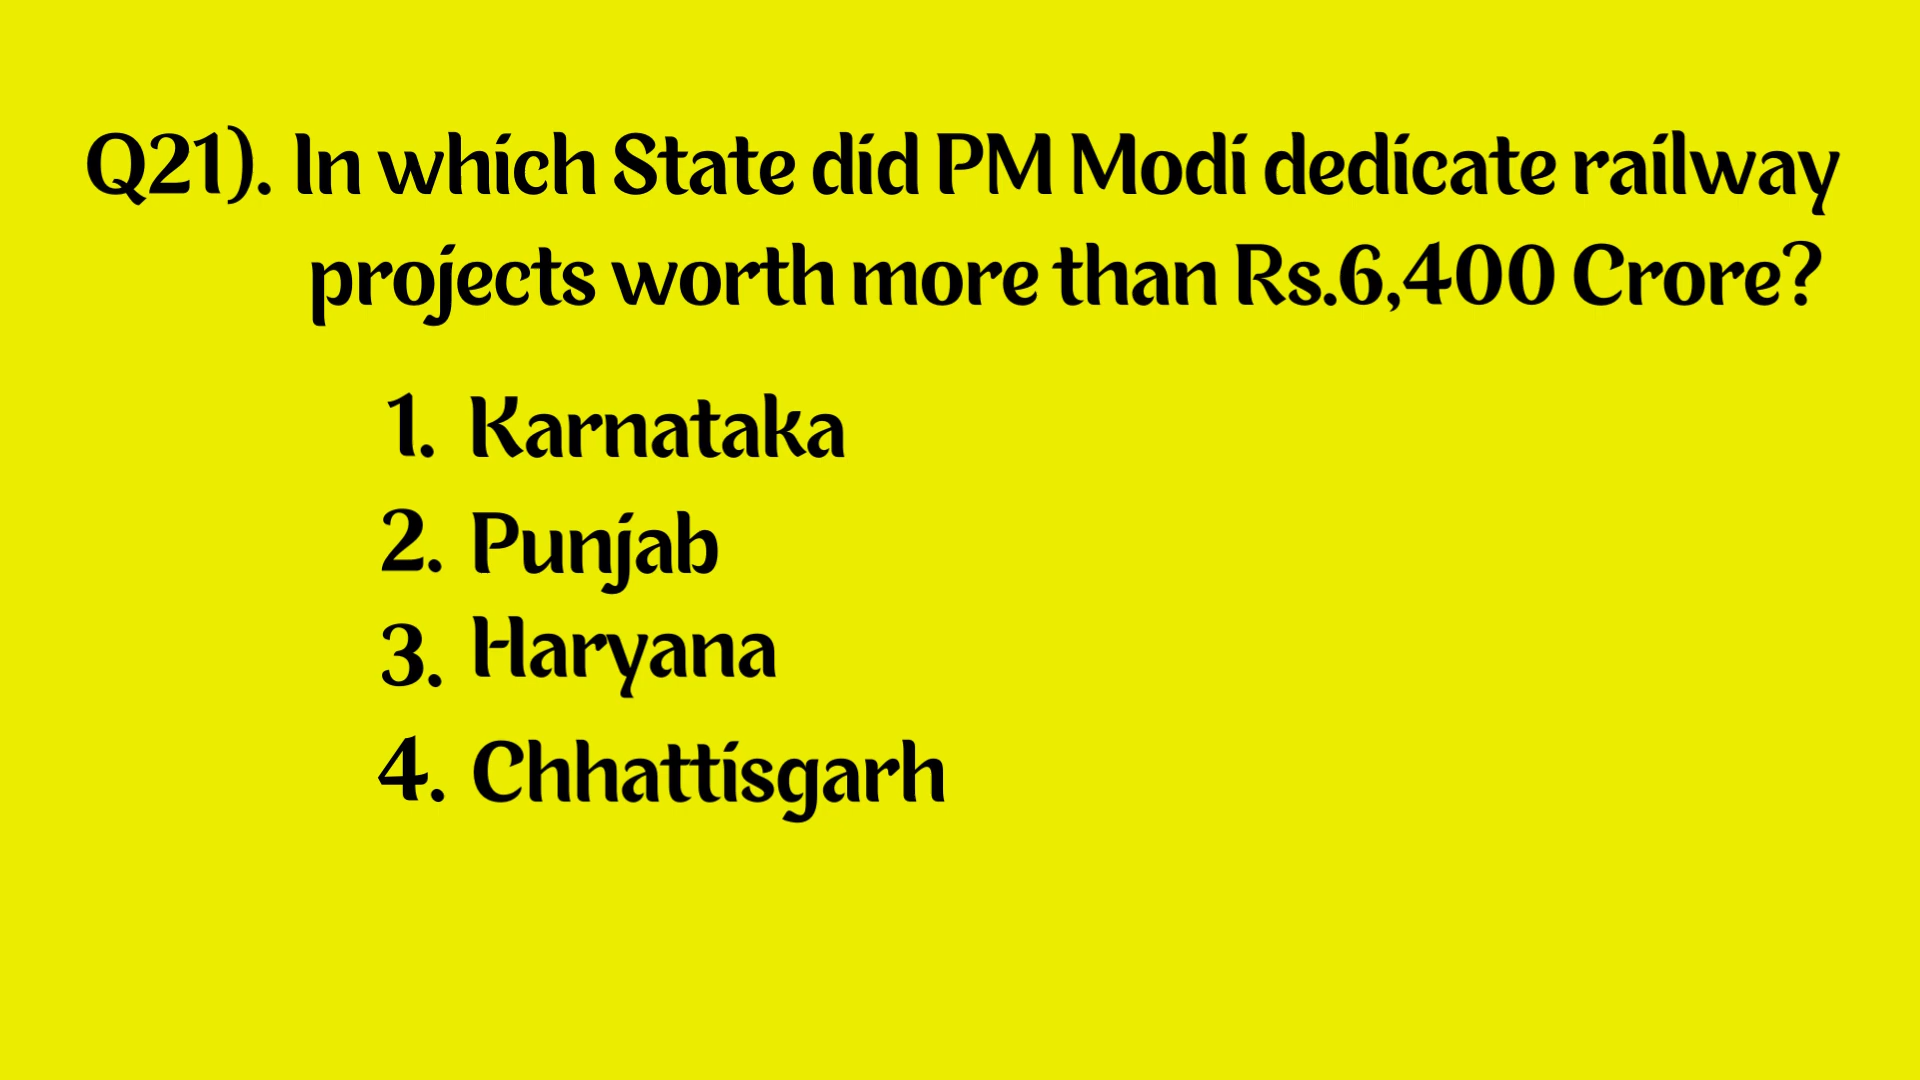 Q21). In which State did PM Modi dedicate railway
projects worth more than Rs.6,400 Crore?
1. Karnataka
2. Punjab
3. Haryana
4. Chhattisgarh